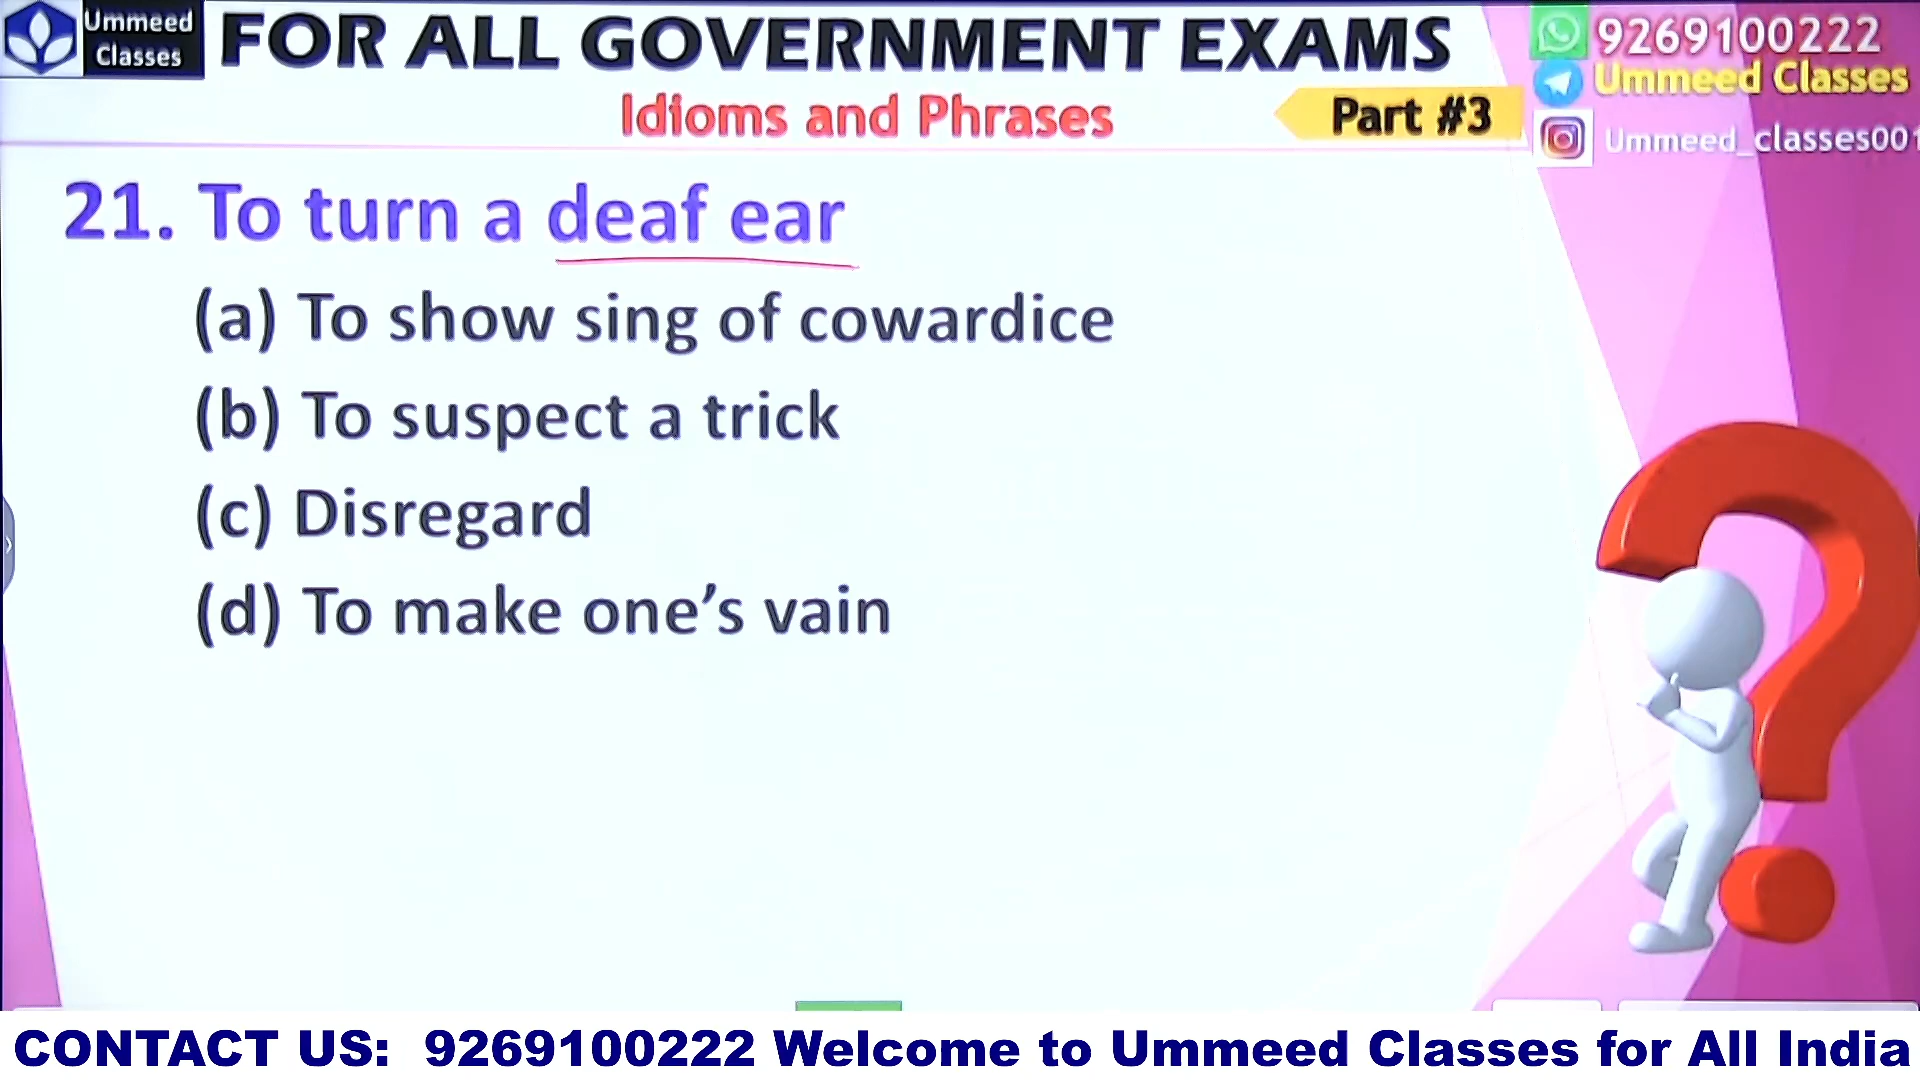 Ummeed
Classes
FOR ALL GOVERNMENT EXAMS
Idioms and Phrases
Part #3
9269100222
Ummeed Classes
Ummeed_classes001
21. To turn a deaf ear
(a) To show sing of cowardice
(b) To suspect a trick
(c) Disregard
(d) To make one’s vain
CONTACT US: 9269100222 Welcome to Ummeed Classes for All India